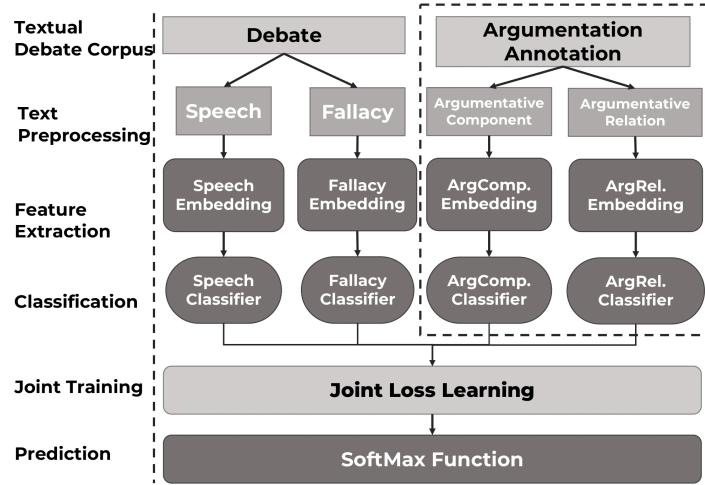 Textual
Debate Corpus
Debate
Argumentation
Annotation
Text
Preprocessing
Speech
Fallacy
Argumentative
Component
Argumentative
Relation
Feature
Extraction
Speech
Embedding
Fallacy
Embedding
ArgComp.
Embedding
ArgRel.
Embedding
Classification
Speech
Classifier
Fallacy
Classifier
ArgComp.
Classifier
ArgRel.
Classifier
Joint Training
Joint Loss Learning
Prediction
SoftMax Function